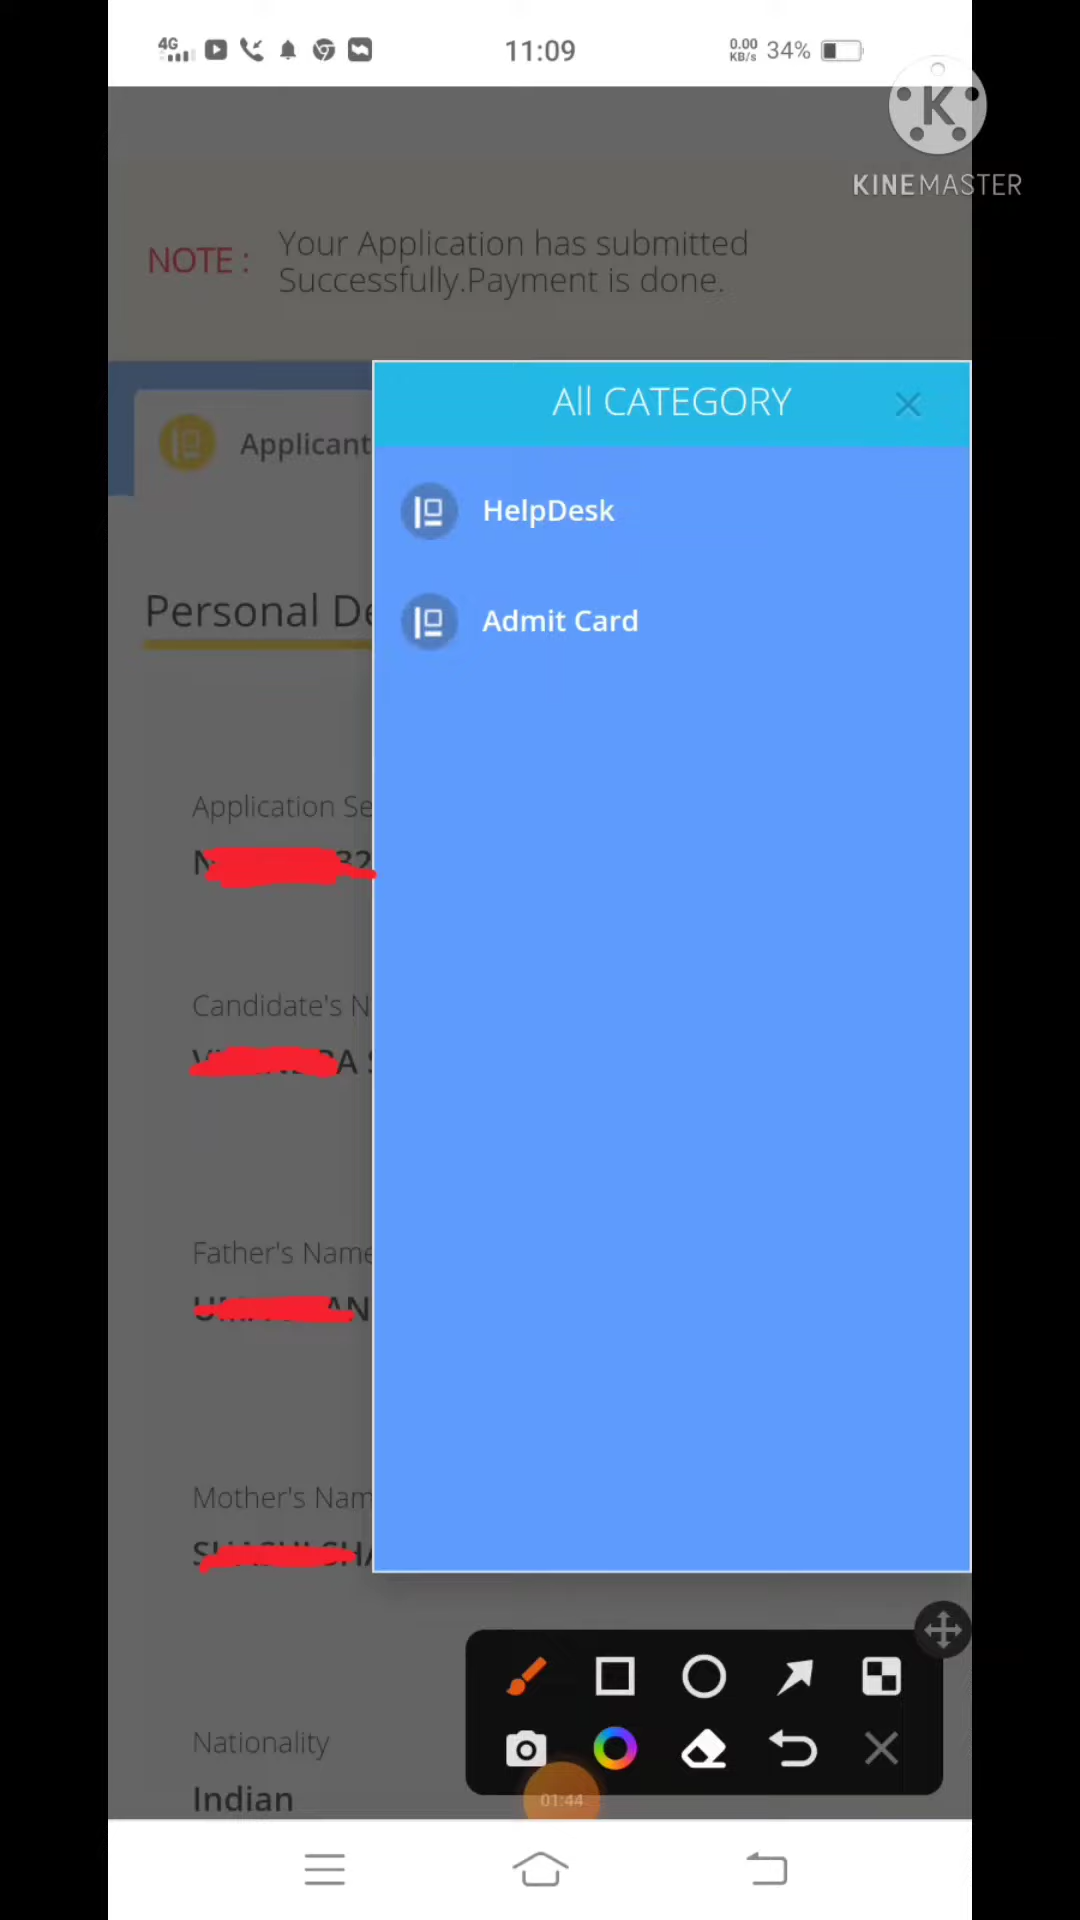 4G
11:09
0.00
KB/s
34%
K
KINEMASTER
NOTE :
Your Application has submitted
Successfully.Payment is done.
All CATEGORY
Applicant
HelpDesk
Admit Card
Personal De
Application Se
32
Candidate's N
Father's Name
Mother's Nam
Nationality
Indian
01:44